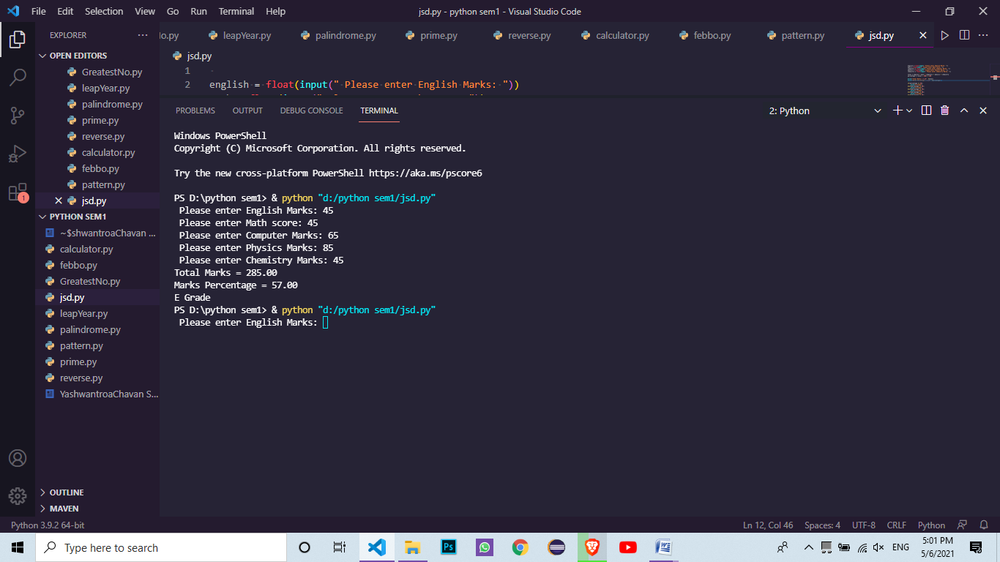 File Edit Selection View Go Run Terminal Help
jsd.py - python sem1 - Visual Studio Code
EXPLORER
OPEN EDITORS
GreatestNo.py
leapYear.py
palindrome.py
prime.py
reverse.py
calculator.py
febbo.py
pattern.py
jsd.py
PYTHON SEM1
~$shwantroaChavan ...
calculator.py
febbo.py
GreatestNo.py
jsd.py
leapYear.py
palindrome.py
pattern.py
prime.py
reverse.py
YashwantroaChavan S...
OUTLINE
MAVEN
1
lo.py leapYear.py palindrome.py prime.py reverse.py calculator.py febbo.py pattern.py jsd.py
jsd.py
1
2 english = float(input(" Please enter English Marks: "))
PROBLEMS OUTPUT DEBUG CONSOLE TERMINAL
2: Python
Windows PowerShell
Copyright (C) Microsoft Corporation. All rights reserved.
Try the new cross-platform PowerShell https://aka.ms/pscore6
PS D:\python sem1> & python "d:/python sem1/jsd.py"
Please enter English Marks: 45
Please enter Math score: 45
Please enter Computer Marks: 65
Please enter Physics Marks: 85
Please enter Chemistry Marks: 45
Total Marks = 285.00
Marks Percentage = 57.00
E Grade
PS D:\python sem1> & python "d:/python sem1/jsd.py"
Please enter English Marks:
Python 3.9.2 64-bit
Ln 12, Col 46 Spaces: 4 UTF-8 CRLF Python
Type here to search
Ps
ENG
5:01 PM
5/6/2021